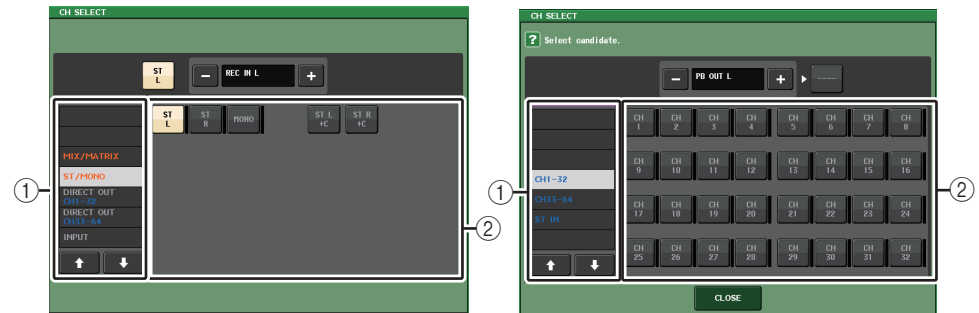 CH SELECT
ST
L
−
REC IN L
+
ST
L
ST
R
MONO
ST L
+C
ST R
+C
MIX/MATRIX
ST/MONO
DIRECT OUT
CH1-32
DIRECT OUT
CH33-64
INPUT
1
2
CH SELECT
? Select candidate.
−
PB OUT L
+
----
CH1-32
CH33-64
ST IN
CH 1 CH 2 CH 3 CH 4 CH 5 CH 6 CH 7 CH 8
CH 9 CH 10 CH 11 CH 12 CH 13 CH 14 CH 15 CH 16
CH 17 CH 18 CH 19 CH 20 CH 21 CH 22 CH 23 CH 24
CH 25 CH 26 CH 27 CH 28 CH 29 CH 30 CH 31 CH 32
1
2
CLOSE